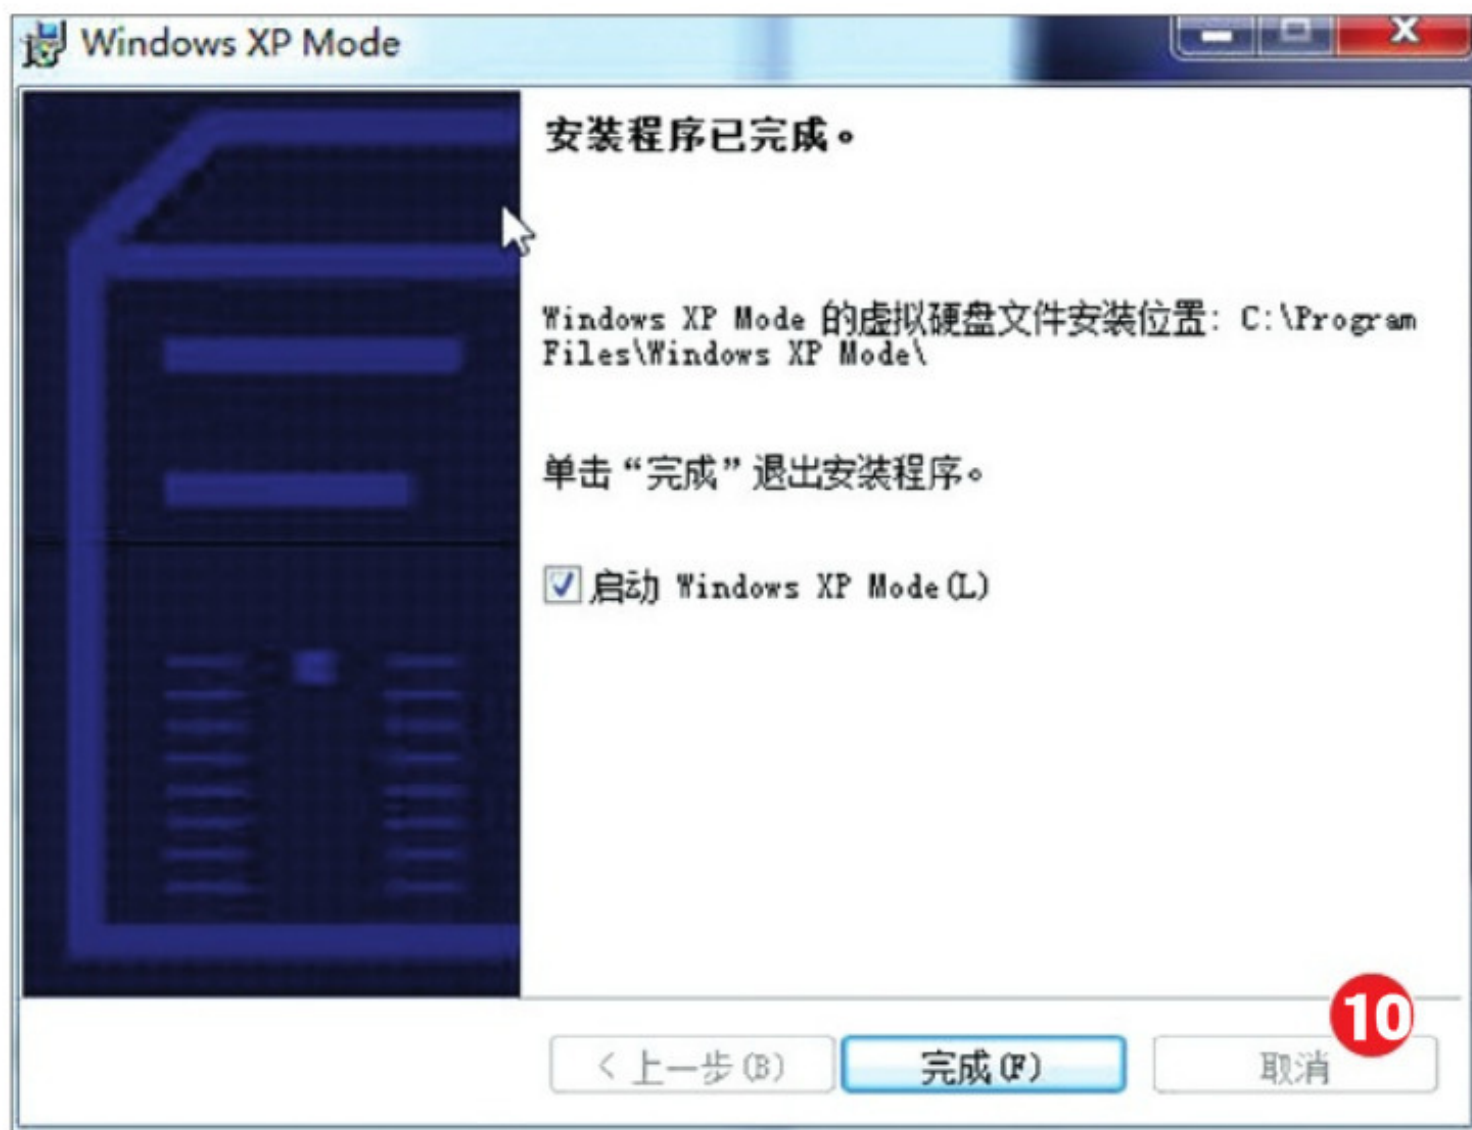 Windows XP Mode
安装程序已完成。
Windows XP Mode 的虚拟硬盘文件安装位置: C:\Program
Files\Windows XP Mode\
单击“完成”退出安装程序。
启动 Windows XP Mode(L)
10
< 上一步(B) 完成(F) 取消